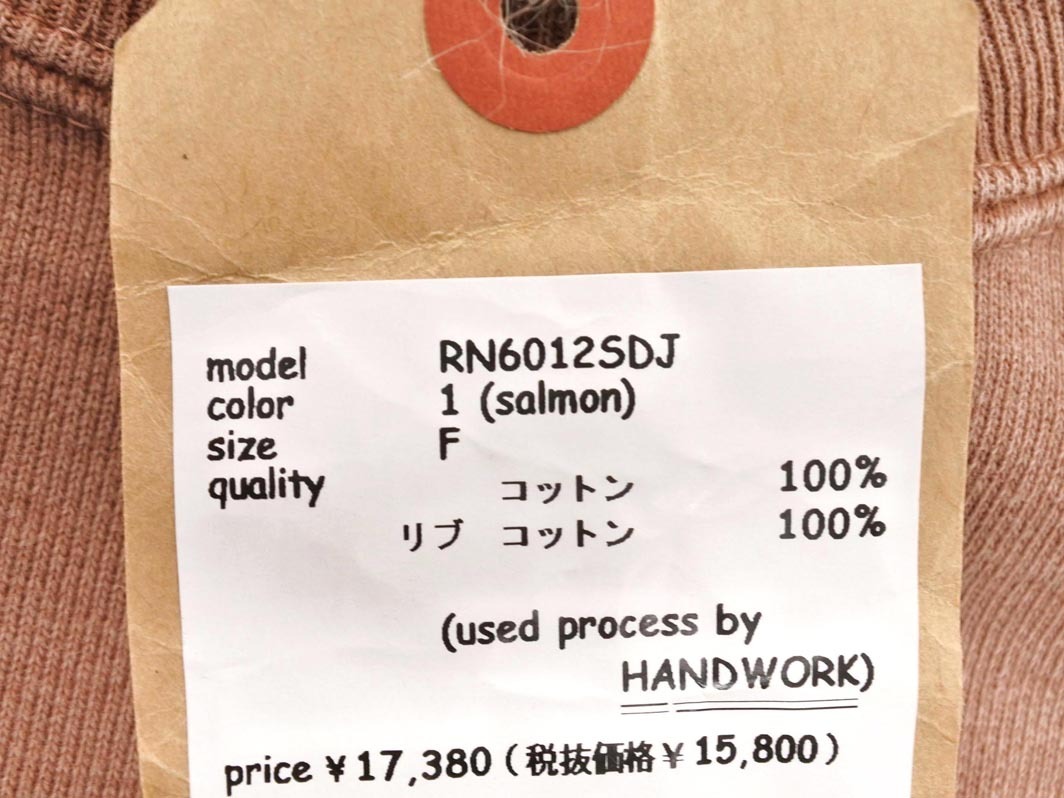 model RN6012SDJ
color 1 (salmon)
size F
quality コットン 100%
リブ コットン 100%
(used process by
HANDWORK)
price ¥17,380(税抜価格¥15,800)